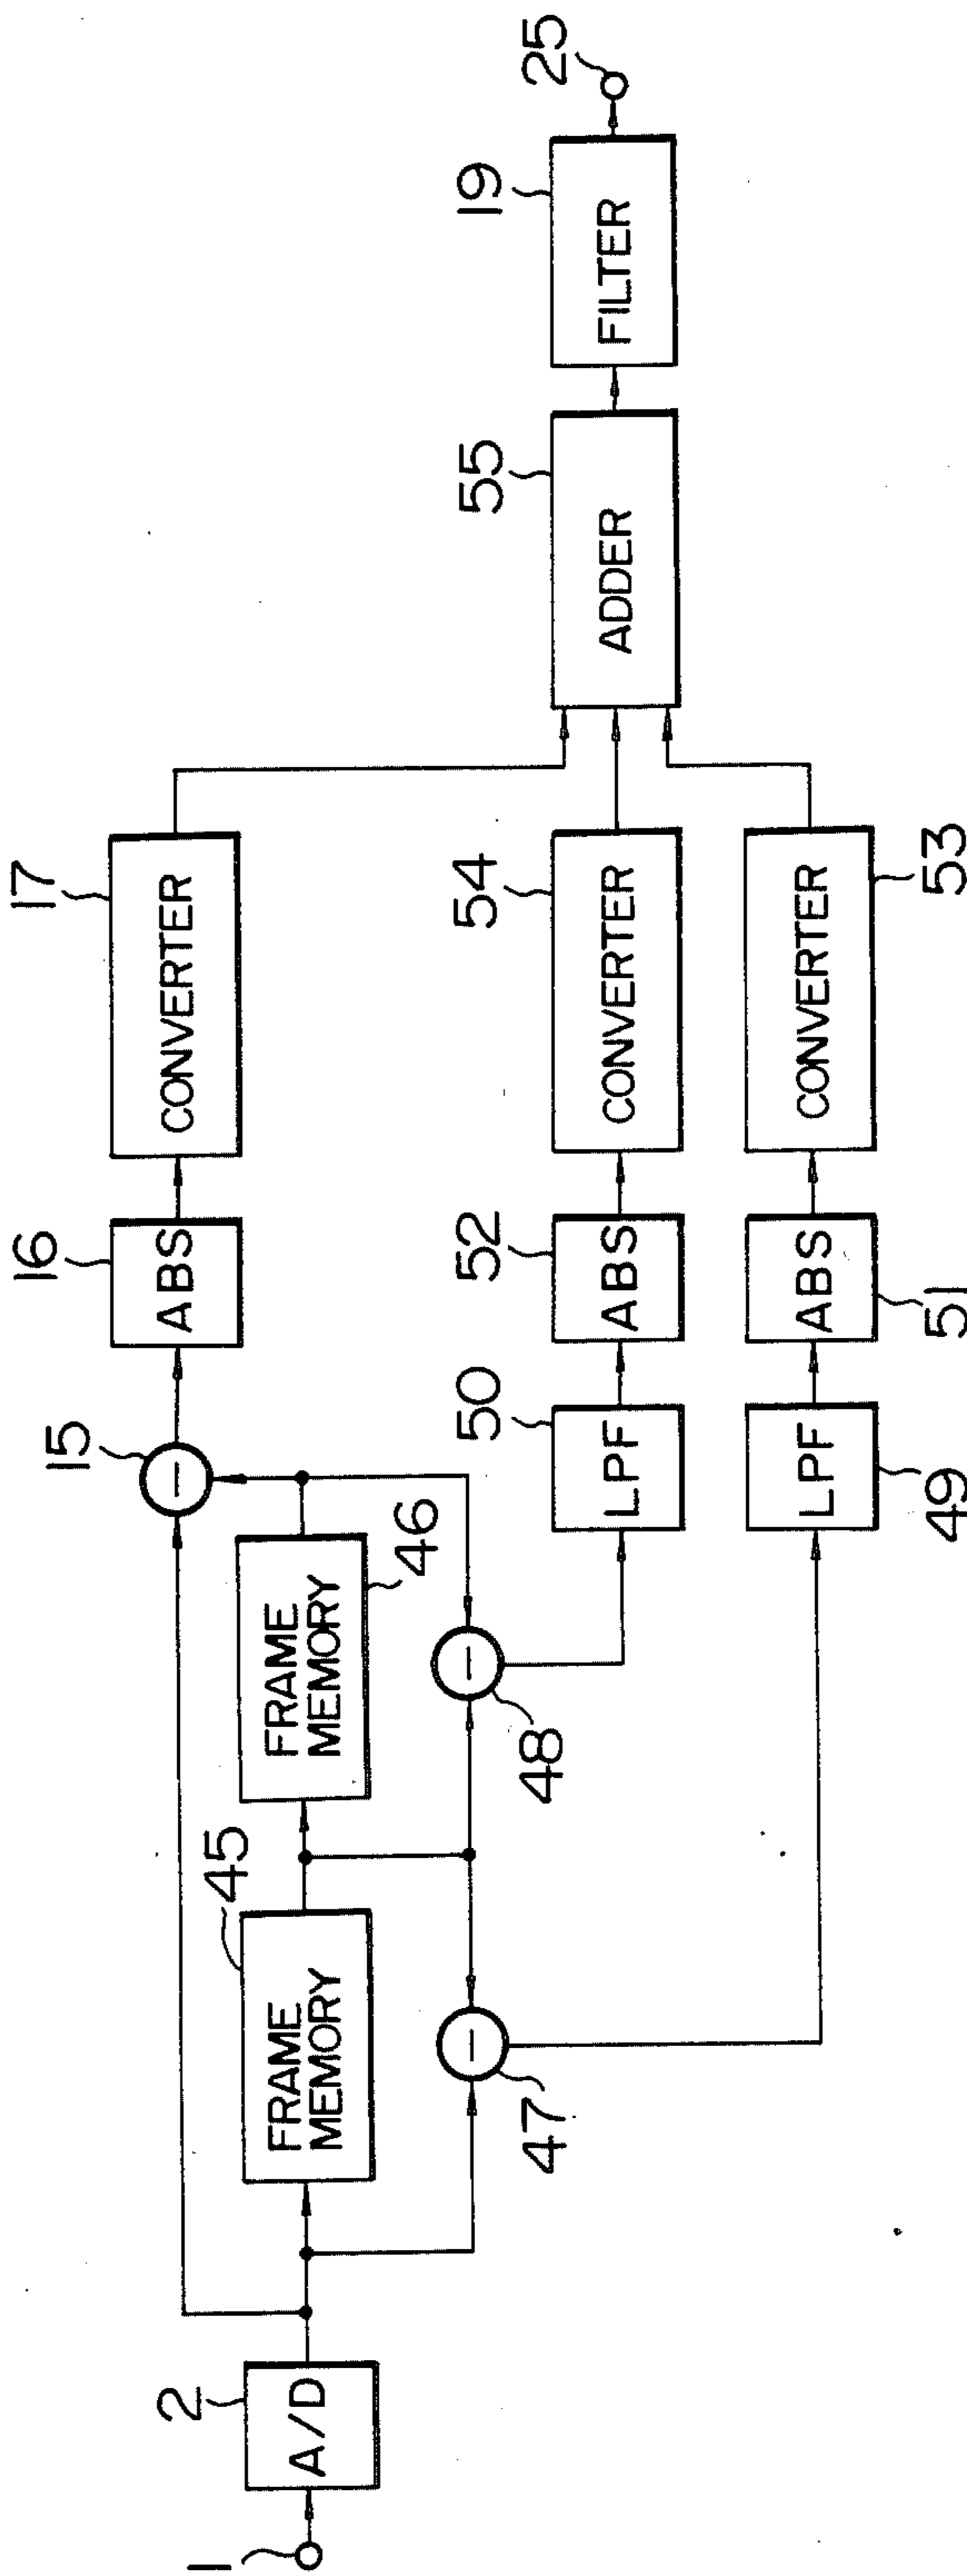 1
2
A/D
45
FRAME
MEMORY
FRAME
MEMORY
46
15
16
ABS
17
CONVERTER
47
48
50
LPF
52
ABS
54
CONVERTER
49
LPF
51
ABS
53
CONVERTER
55
ADDER
19
FILTER
25